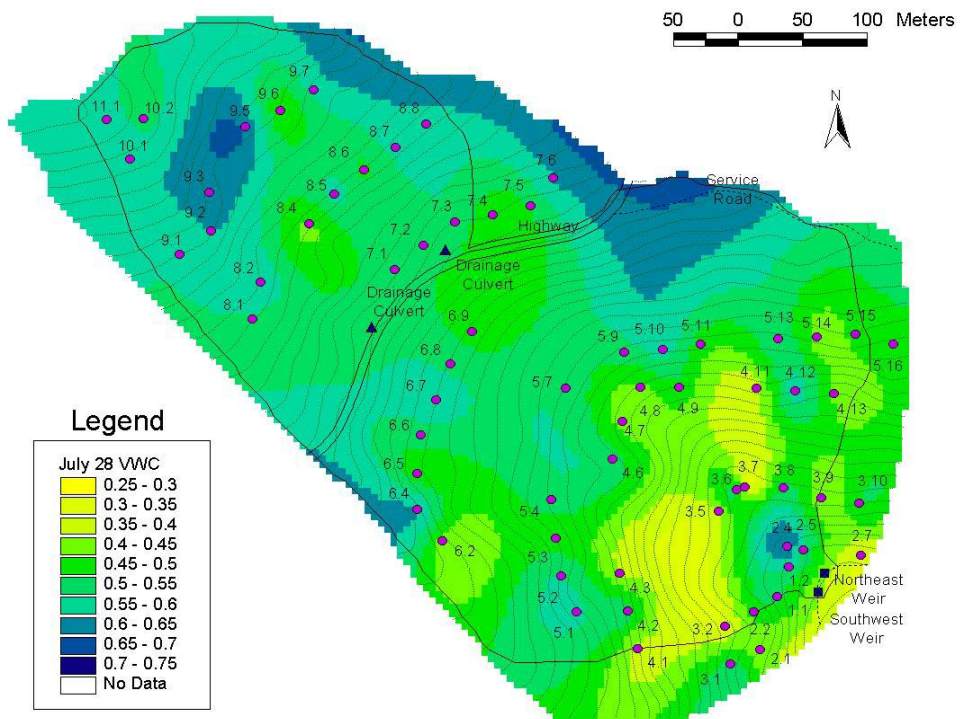 50 0 50 100 Meters
N
9.7
9.6
11.1 10.2 9.5 8.8
8.7
10.1 8.6 7.6
9.3 8.5 7.5
Service
Road
9.2 8.4 7.3 7.4
Highway
9.1 7.2
7.1
Drainage
Culvert
8.2
Drainage
Culvert
8.1
6.9 5.13 5.14 5.15
5.9 5.10 5.11
6.8 5.16
6.7 5.7 4.11 4.12
4.8 4.9 4.13
4.7
6.6
6.5 4.6 3.7 3.8
6.4 3.6 3.9 3.10
5.4 3.5
6.2 2.4 2.5 2.7
5.3
5.2 4.3 1.2
Northeast
Weir
1.1
5.1 4.2 3.2 2.2
Southwest
Weir
4.1 3.1 2.1
Legend
July 28 VWC
0.25 - 0.3
0.3 - 0.35
0.35 - 0.4
0.4 - 0.45
0.45 - 0.5
0.5 - 0.55
0.55 - 0.6
0.6 - 0.65
0.65 - 0.7
0.7 - 0.75
No Data